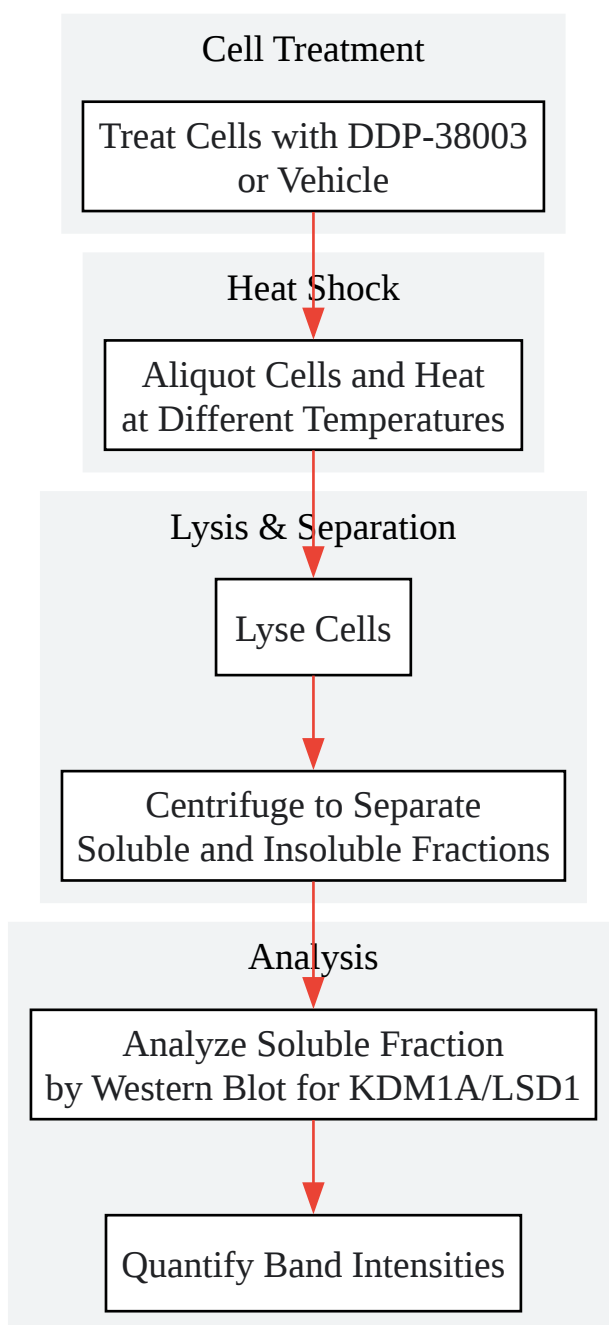 Cell Treatment
Treat Cells with DDP-38003
or Vehicle
Heat Shock
Aliquot Cells and Heat
at Different Temperatures
Lysis & Separation
Lyse Cells
Centrifuge to Separate
Soluble and Insoluble Fractions
Analysis
Analyze Soluble Fraction
by Western Blot for KDM1A/LSD1
Quantify Band Intensities